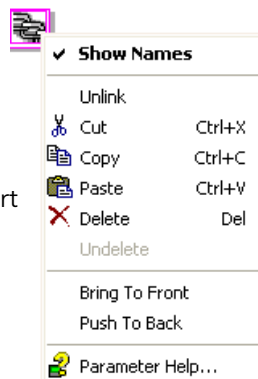 ✓ Show Names
Unlink
Cut Ctrl+X
Copy Ctrl+C
Paste Ctrl+V
rt
Delete Del
Undelete
Bring To Front
Push To Back
Parameter Help...